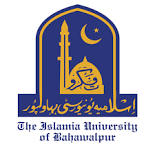 اسلامیہ یونیورسٹی بہاولپور
The Islamia University
of Bahawalpur